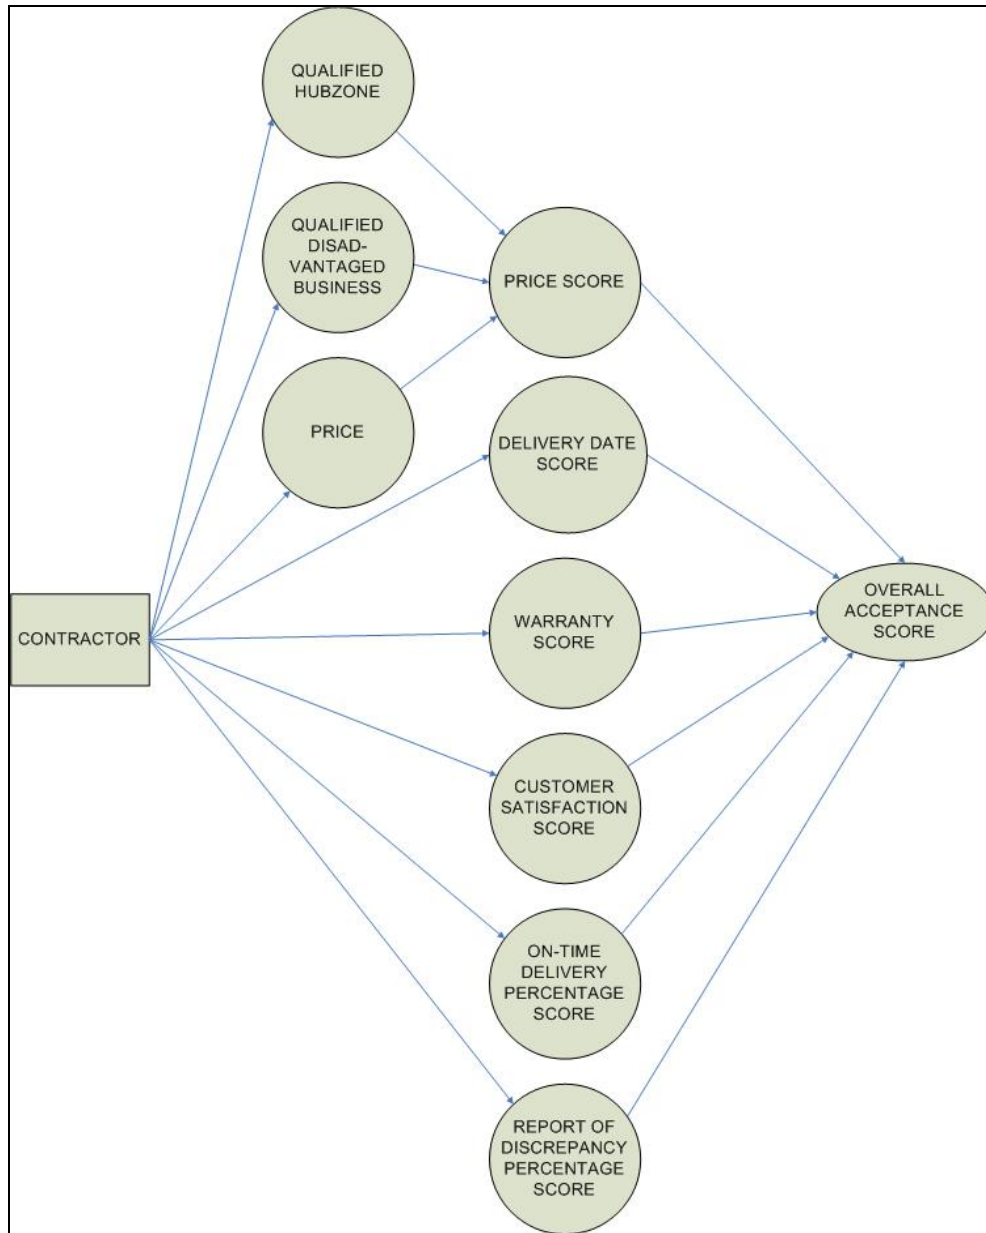 QUALIFIED
HUBZONE
QUALIFIED
DISAD-
VANTAGED
BUSINESS
PRICE SCORE
PRICE
DELIVERY DATE
SCORE
CONTRACTOR
WARRANTY
SCORE
OVERALL
ACCEPTANCE
SCORE
CUSTOMER
SATISFACTION
SCORE
ON-TIME
DELIVERY
PERCENTAGE
SCORE
REPORT OF
DISCREPANCY
PERCENTAGE
SCORE